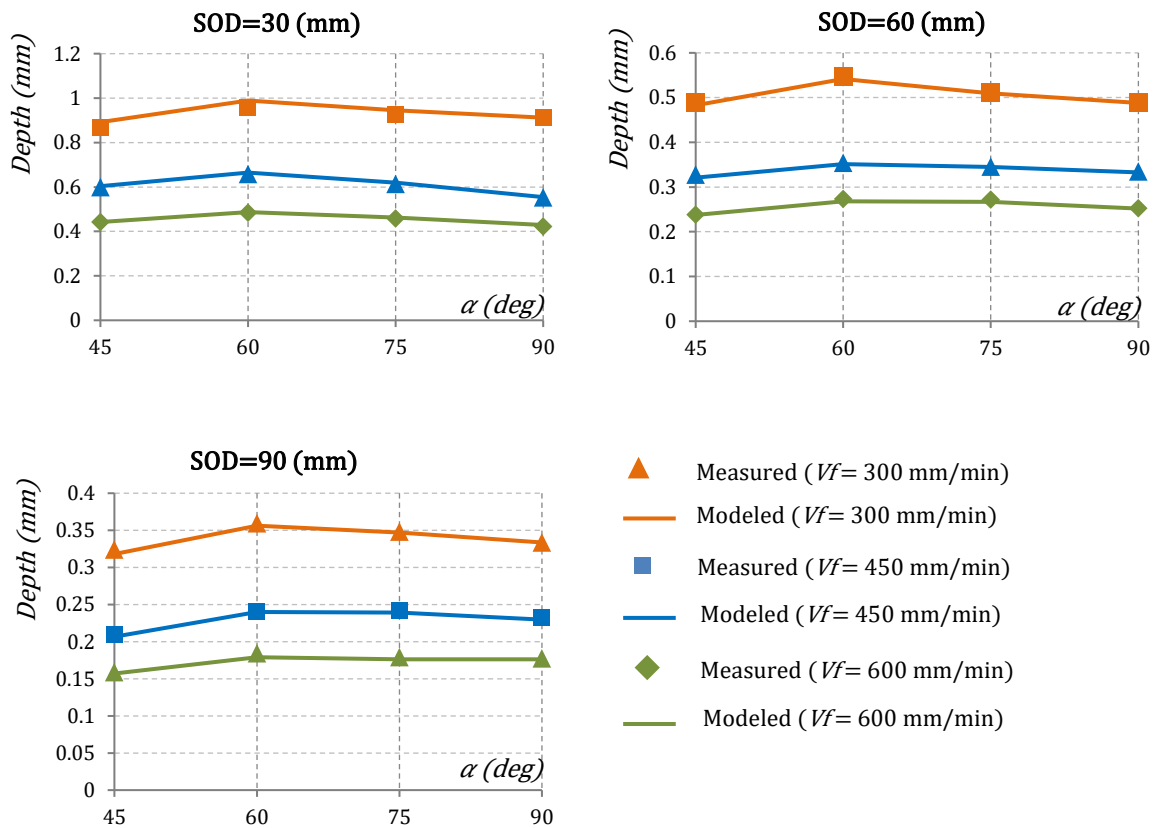 SOD=30 (mm)
Depth (mm)
1.2
1
0.8
0.6
0.4
0.2
0
α (deg)
45 60 75 90
SOD=60 (mm)
Depth (mm)
0.6
0.5
0.4
0.3
0.2
0.1
0
α (deg)
45 60 75 90
SOD=90 (mm)
Depth (mm)
0.4
0.35
0.3
0.25
0.2
0.15
0.1
0.05
0
α (deg)
45 60 75 90
Measured (Vf= 300 mm/min)
Modeled (Vf= 300 mm/min)
Measured (Vf= 450 mm/min)
Modeled (Vf= 450 mm/min)
Measured (Vf= 600 mm/min)
Modeled (Vf= 600 mm/min)